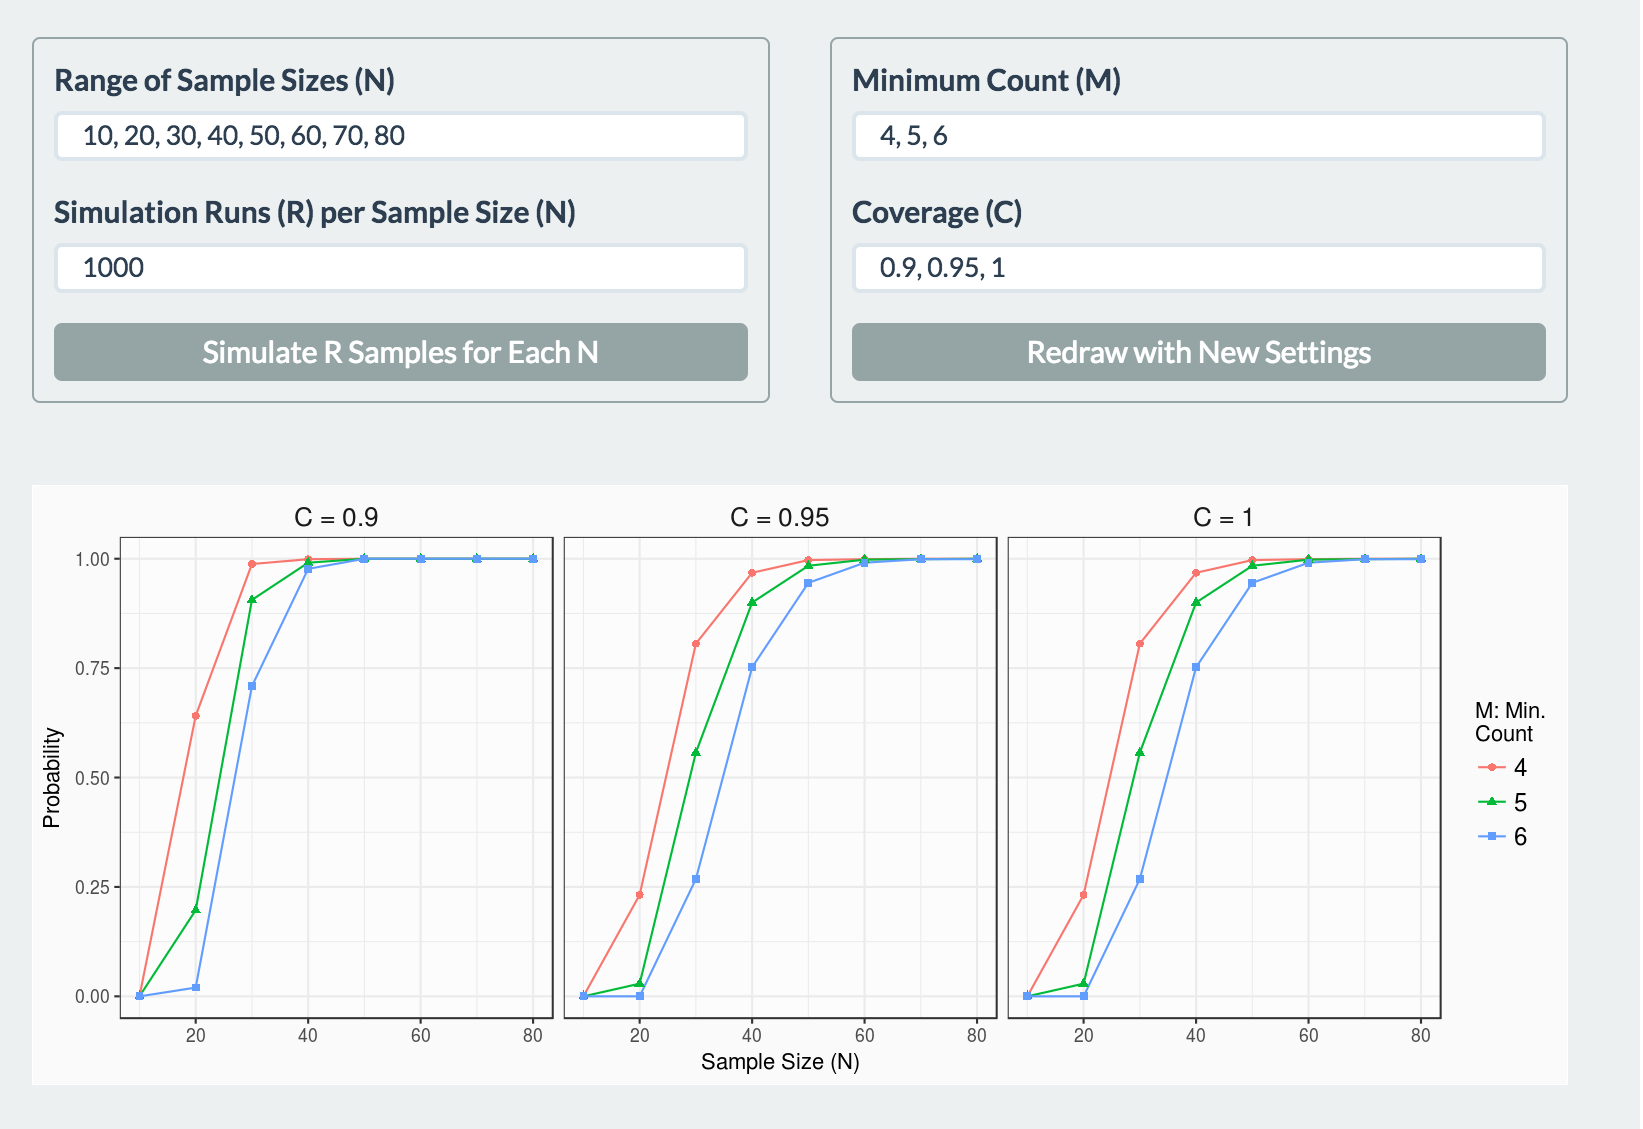 Range of Sample Sizes (N)
10, 20, 30, 40, 50, 60, 70, 80
Simulation Runs (R) per Sample Size (N)
1000
Simulate R Samples for Each N
Minimum Count (M)
4, 5, 6
Coverage (C)
0.9, 0.95, 1
Redraw with New Settings
C = 0.9
C = 0.95
C = 1
Probability
1.00
0.75
0.50
0.25
0.00
20 40 60 80
20 40 60 80
20 40 60 80
Sample Size (N)
M: Min.
Count
4
5
6